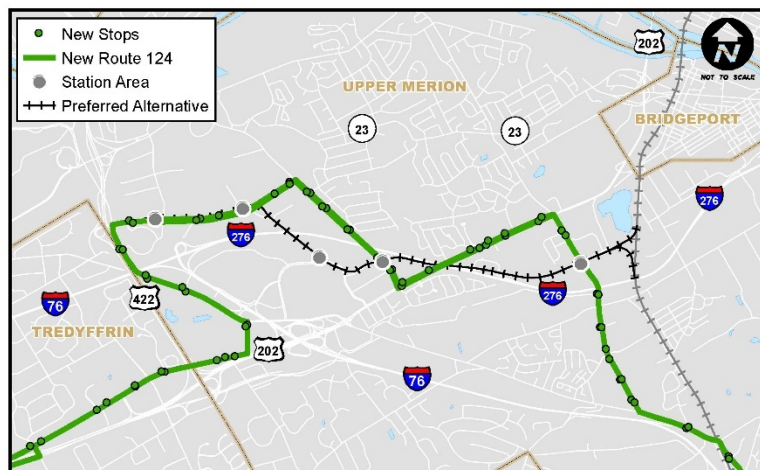 New Stops
New Route 124
Station Area
Preferred Alternative
202
N
NOT TO SCALE
UPPER MERION
BRIDGEPORT
23
23
276
276
76
422
276
TREDYFFRIN
202
76